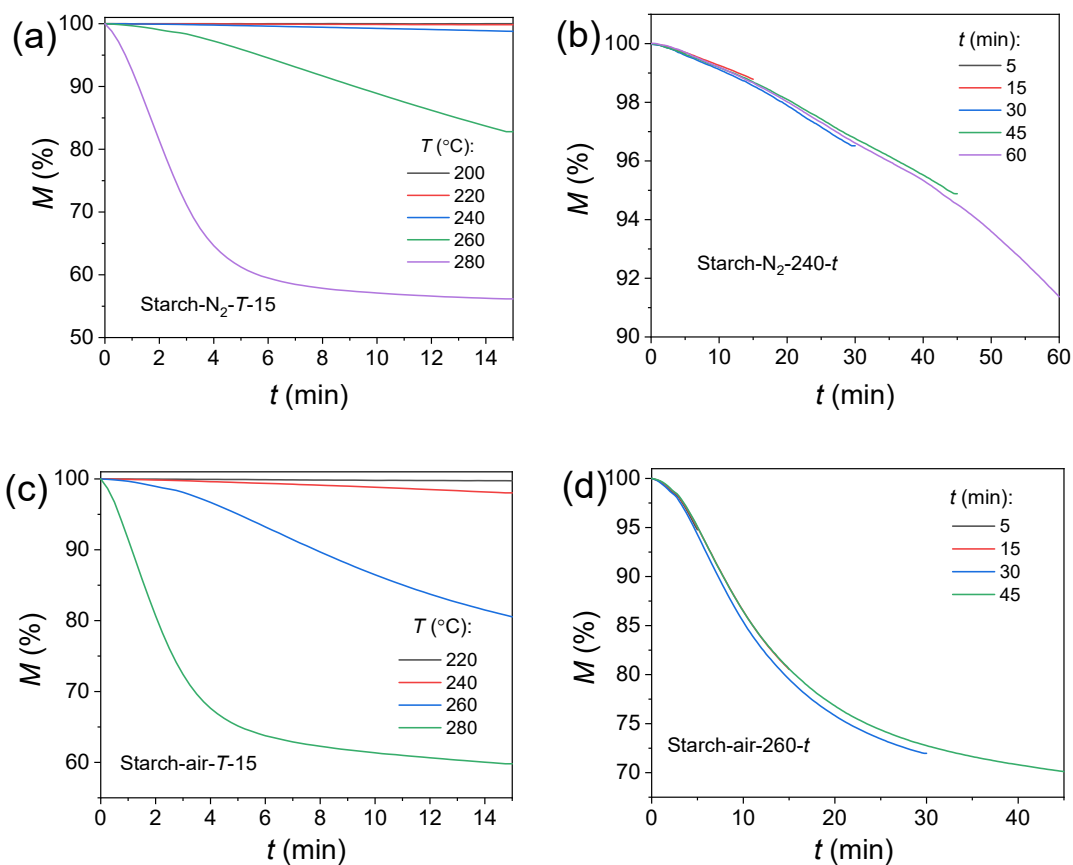 (a)
M (%)
100
90
80
70
60
50
T (°C):
200
220
240
260
280
Starch-N₂-T-15
0 2 4 6 8 10 12 14
t (min)
(b)
M (%)
100
98
96
94
92
90
t (min):
5
15
30
45
60
Starch-N₂-240-t
0 10 20 30 40 50 60
t (min)
(c)
M (%)
100
90
80
70
60
T (°C):
220
240
260
280
Starch-air-T-15
0 2 4 6 8 10 12 14
t (min)
(d)
M (%)
100
95
90
85
80
75
70
t (min):
5
15
30
45
Starch-air-260-t
0 10 20 30 40
t (min)